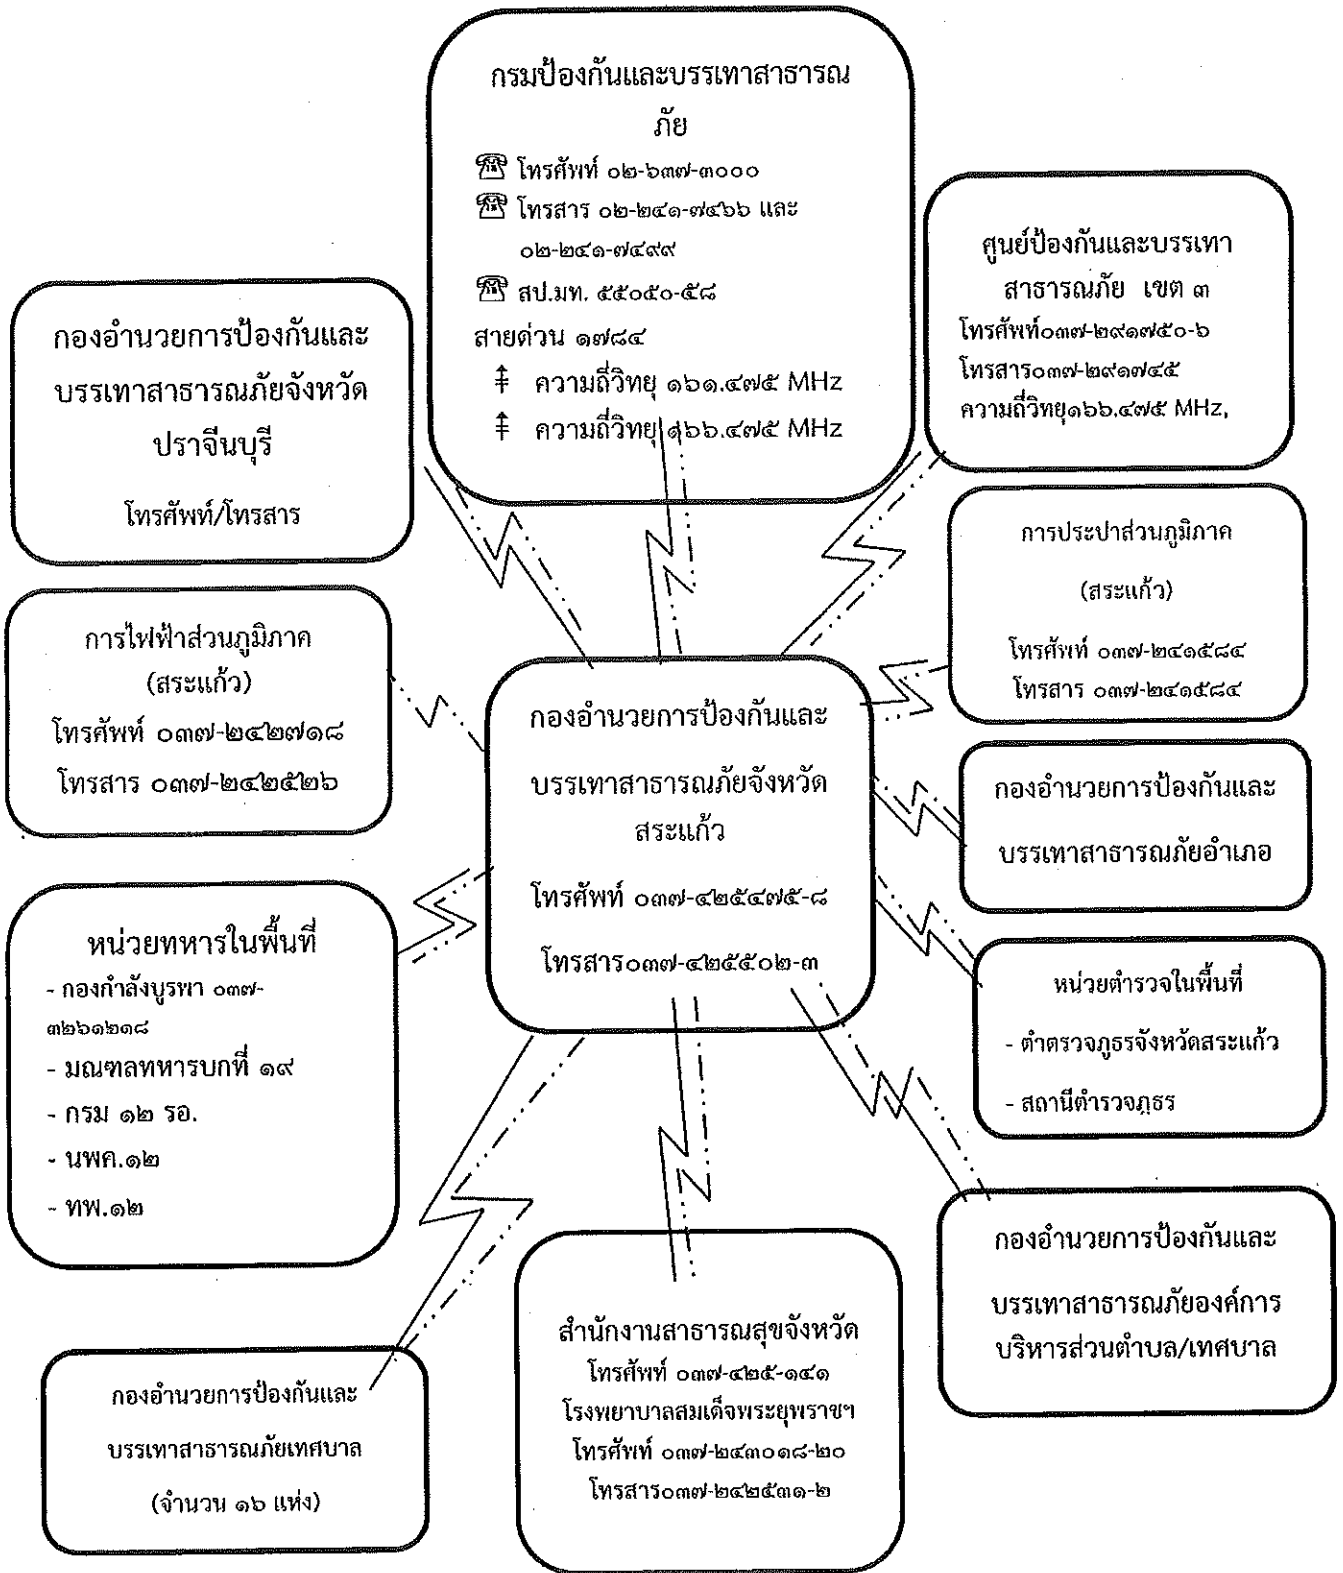 กรมป้องกันและบรรเทาสาธารณ
ภัย
โทรศัพท์ ๐๒-๖๓๗-๓๐๐๐
โทรสาร ๐๒-๒๔๑-๗๔๖๖ และ
๐๒-๒๔๑-๗๔๙๙
สป.มท. ๕๕๐๕๐-๕๘
สายด่วน ๑๗๘๔
ความถี่วิทยุ ๑๖๑.๔๗๕ MHz
ความถี่วิทยุ ๑๖๖.๔๗๕ MHz
ศูนย์ป้องกันและบรรเทา
สาธารณภัย เขต ๓
โทรศัพท์๐๓๗-๒๙๑๗๕๐-๖
โทรสาร๐๓๗-๒๙๑๗๔๕
ความถี่วิทยุ๑๖๖.๔๗๕ MHz,
กองอำนวยการป้องกันและ
บรรเทาสาธารณภัยจังหวัด
ปราจีนบุรี
โทรศัพท์/โทรสาร
การประปาส่วนภูมิภาค
(สระแก้ว)
โทรศัพท์ ๐๓๗-๒๔๑๕๘๔
โทรสาร ๐๓๗-๒๔๑๕๘๔
การไฟฟ้าส่วนภูมิภาค
(สระแก้ว)
โทรศัพท์ ๐๓๗-๒๔๒๗๑๘
โทรสาร ๐๓๗-๒๔๒๕๒๖
กองอำนวยการป้องกันและ
บรรเทาสาธารณภัยจังหวัด
สระแก้ว
โทรศัพท์ ๐๓๗-๔๒๕๔๗๕-๘
โทรสาร๐๓๗-๔๒๕๕๐๒-๓
กองอำนวยการป้องกันและ
บรรเทาสาธารณภัยอำเภอ
หน่วยทหารในพื้นที่
- กองกำลังบูรพา ๐๓๗-
๓๒๖๑๒๑๘
- มณฑลทหารบกที่ ๑๙
- กรม ๑๒ รอ.
- นพค.๑๒
- ทพ.๑๒
หน่วยตำรวจในพื้นที่
- ตำตรวจภูธรจังหวัดสระแก้ว
- สถานีตำรวจภูธร
กองอำนวยการป้องกันและ
บรรเทาสาธารณภัยองค์การ
บริหารส่วนตำบล/เทศบาล
สำนักงานสาธารณสุขจังหวัด
โทรศัพท์ ๐๓๗-๔๒๕-๑๔๑
โรงพยาบาลสมเด็จพระยุพราชฯ
โทรศัพท์ ๐๓๗-๒๔๓๐๑๘-๒๐
โทรสาร๐๓๗-๒๔๒๕๓๑-๒
กองอำนวยการป้องกันและ
บรรเทาสาธารณภัยเทศบาล
(จำนวน ๑๖ แห่ง)